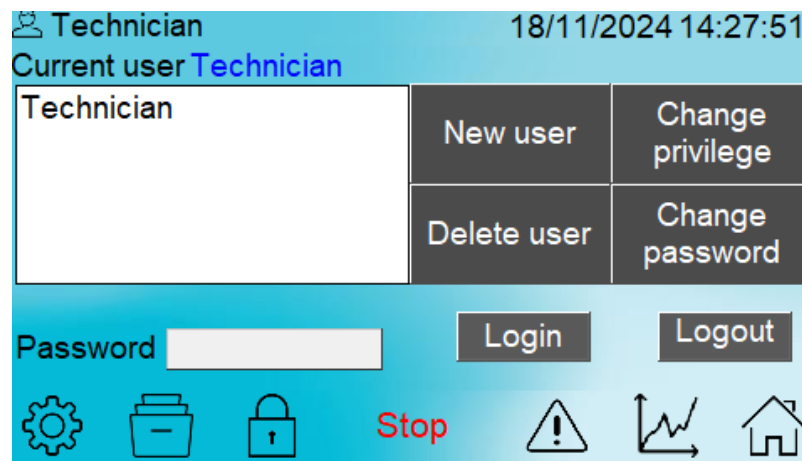 Technician 18/11/2024 14:27:51
Current user Technician
Technician
New user
Change
privilege
Delete user
Change
password
Password
Login
Logout
Stop